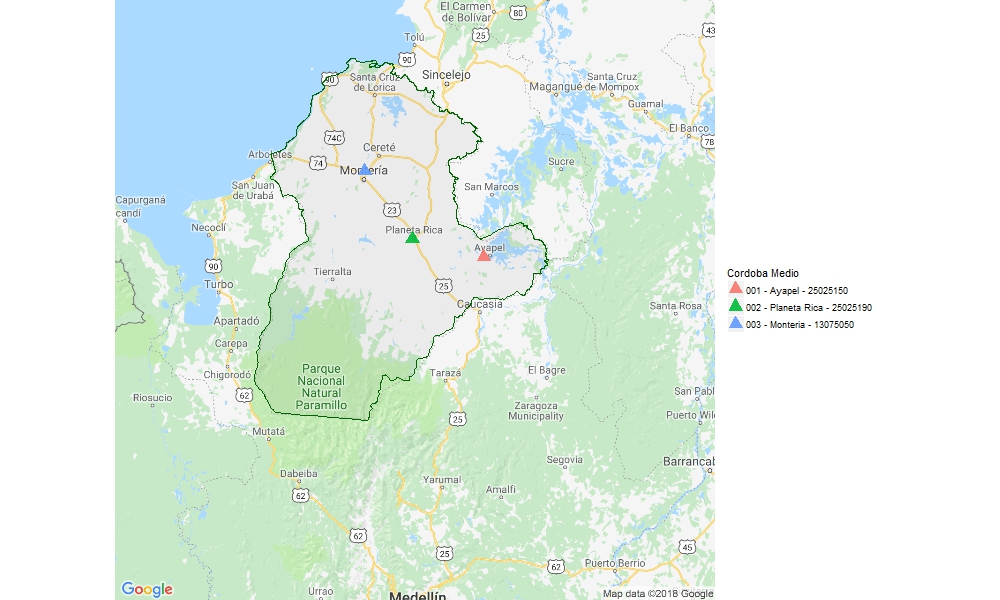 El Carmen
de Bolívar
80
25
43
Tolú
90
Sincelejo
90
Santa Cruz
de Lorica
Santa Cruz
Magangué de Mompox
Guamal
El Banco
78
74C
Cereté
Arboletes
74
Montería
Sucre
San Juan
de Urabá
San Marcos
Capurganá
candí
23
Necoclí
Planeta Rica
Ayapel
90
Tierralta
Turbo
25
Caucasia
Santa Rosa
Apartadó
Carepa
Parque
Nacional
Natural
Paramillo
Chigorodó
Taraza
El Bagre
62
Riosucio
San Pabl
Zaragoza
Municipality
Puerto Wil
25
Mutatá
Segovia
Barrancab
Dabeiba
Yarumal
62
Amalfi
62
25
45
Puerto Berrio
62
Urrao
Medellín
Google
Map data ©2018 Google
Cordoba Medio
001 - Ayapel - 25025150
002 - Planeta Rica - 25025190
003 - Monteria - 13075050